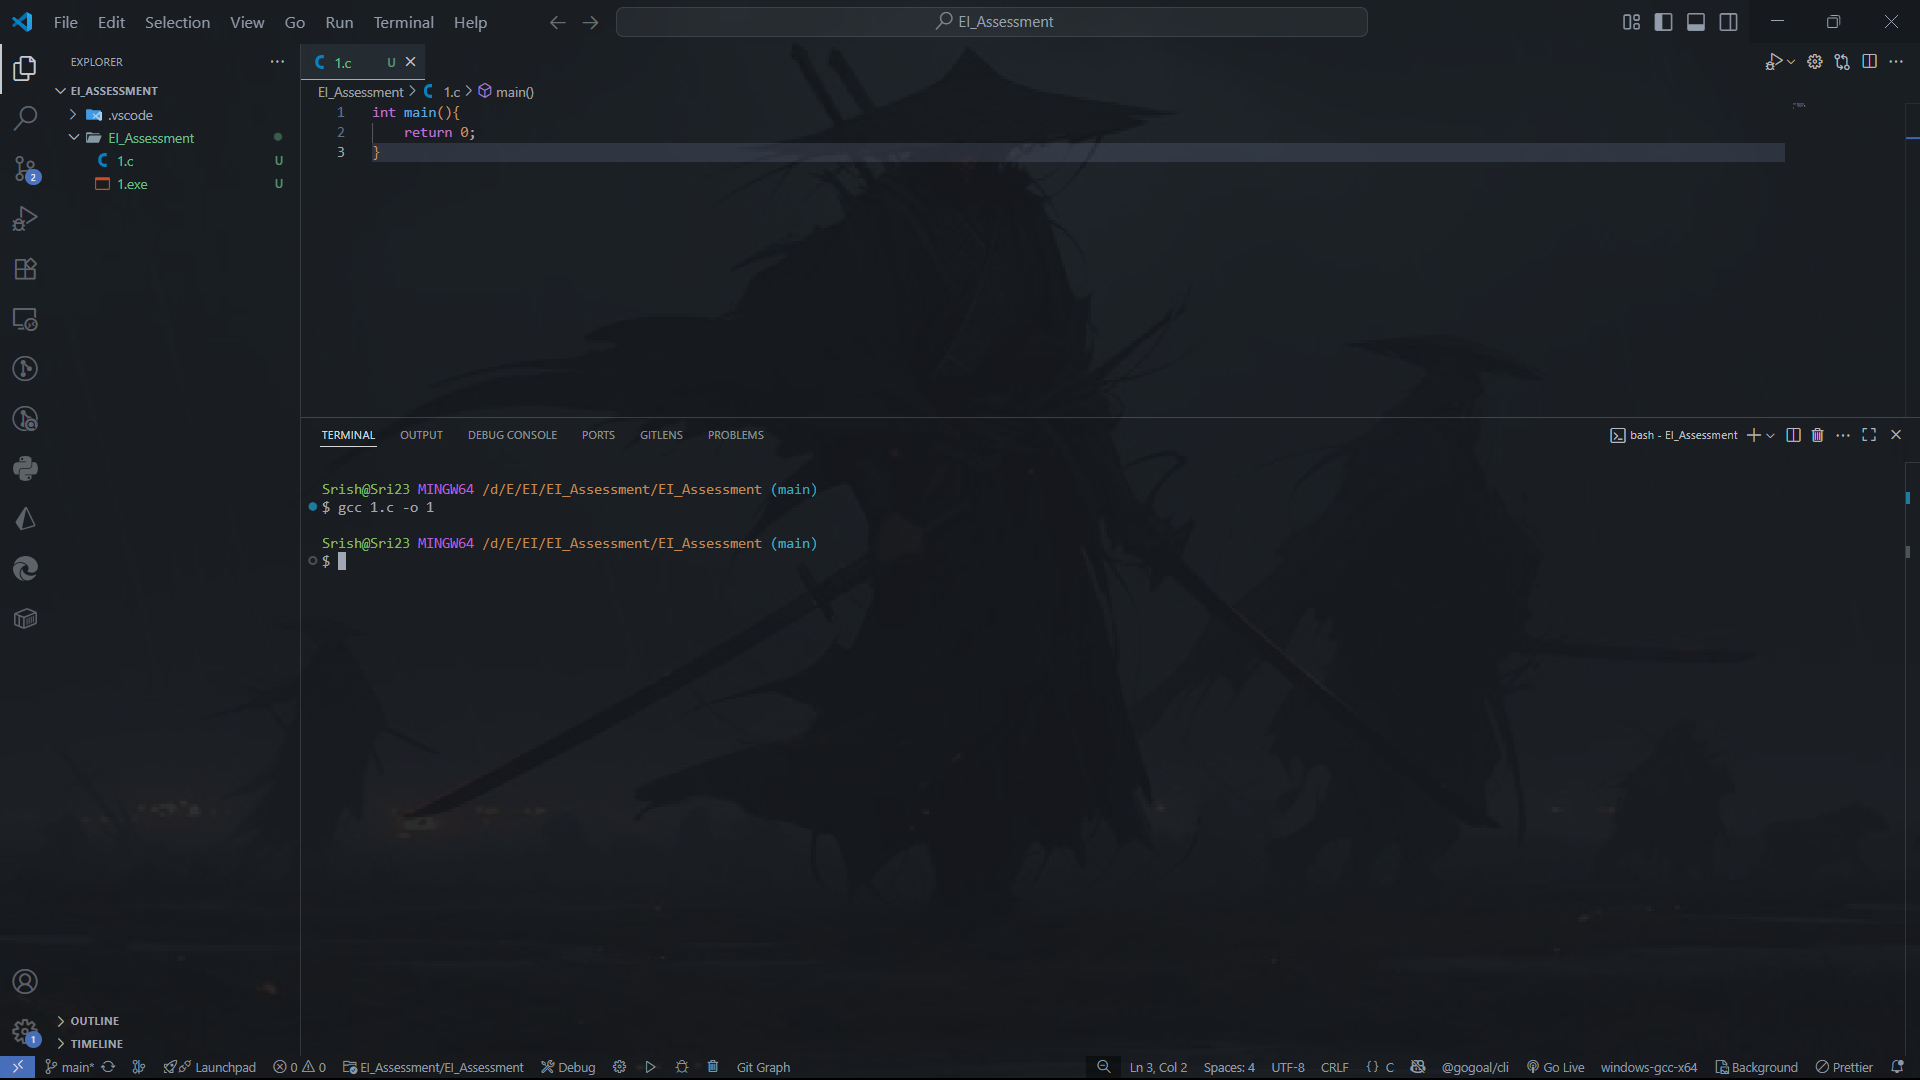 File Edit Selection View Go Run Terminal Help
EI_Assessment
EXPLORER
EI_ASSESSMENT
.vscode
EI_Assessment
1.c U
1.exe U
OUTLINE
TIMELINE
1.c U
EI_Assessment > 1.c > main()
1 int main(){
2 return 0;
3 }
TERMINAL OUTPUT DEBUG CONSOLE PORTS GITLENS PROBLEMS
bash - EI_Assessment
Srish@Sri23 MINGW64 /d/E/EI/EI_Assessment/EI_Assessment (main)
$ gcc 1.c -o 1
Srish@Sri23 MINGW64 /d/E/EI/EI_Assessment/EI_Assessment (main)
$
2
1
main* Launchpad 0 0 EI_Assessment/EI_Assessment Debug Git Graph Ln 3, Col 2 Spaces: 4 UTF-8 CRLF { } C @gogoal/cli Go Live windows-gcc-x64 Background Prettier